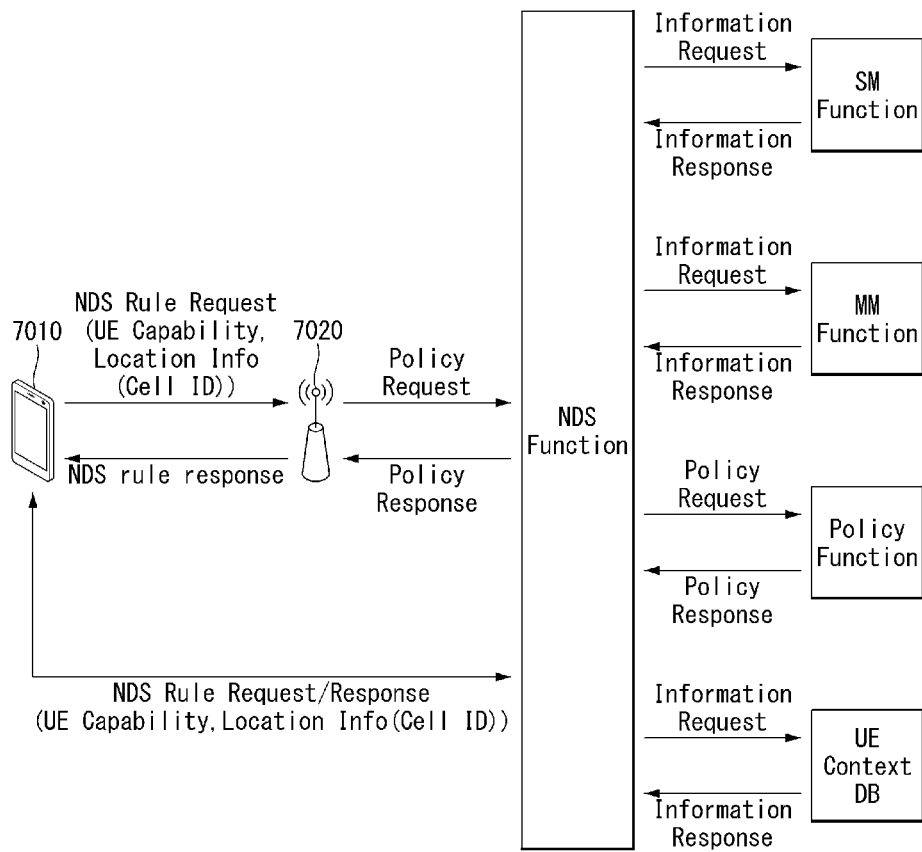 NDS Rule Request
(UE Capability,
Location Info
(Cell ID))
7010
7020
NDS rule response
Policy
Request
Policy
Response
NDS Rule Request/Response
(UE Capability,Location Info(Cell ID))
NDS
Function
Information
Request
Information
Response
SM
Function
Information
Request
Information
Response
MM
Function
Policy
Request
Policy
Response
Policy
Function
Information
Request
Information
Response
UE
Context
DB